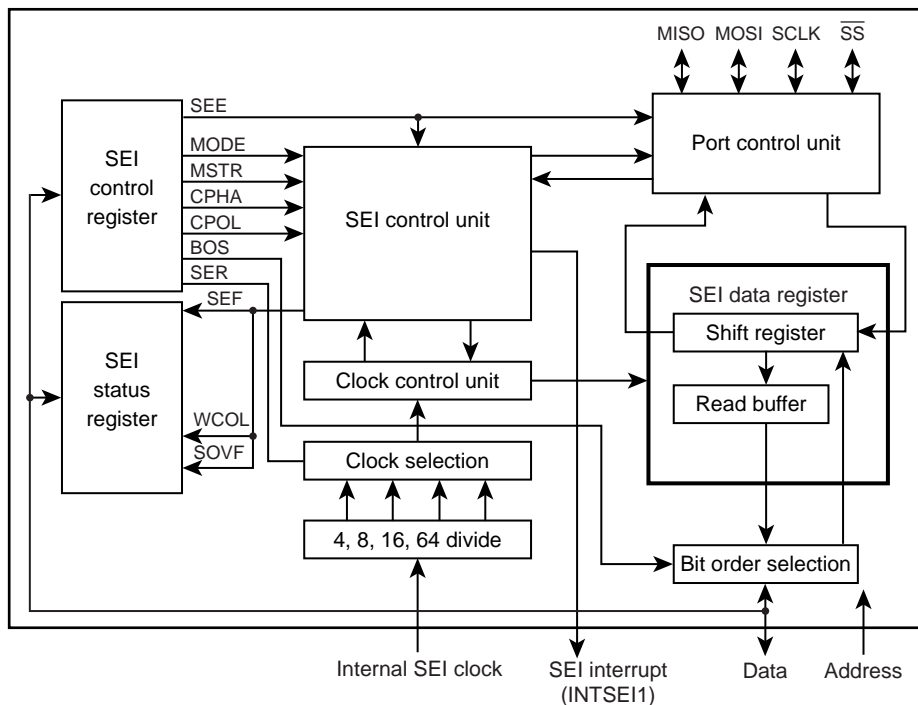 MISO MOSI SCLK SS
SEE
SEI
control
register
MODE
MSTR
CPHA
CPOL
BOS
SER
SEI control unit
Port control unit
SEF
SEI
status
register
WCOL
SOVF
SEI data register
Shift register
Read buffer
Clock control unit
Clock selection
4, 8, 16, 64 divide
Bit order selection
Internal SEI clock
SEI interrupt
(INTSEI1)
Data
Address